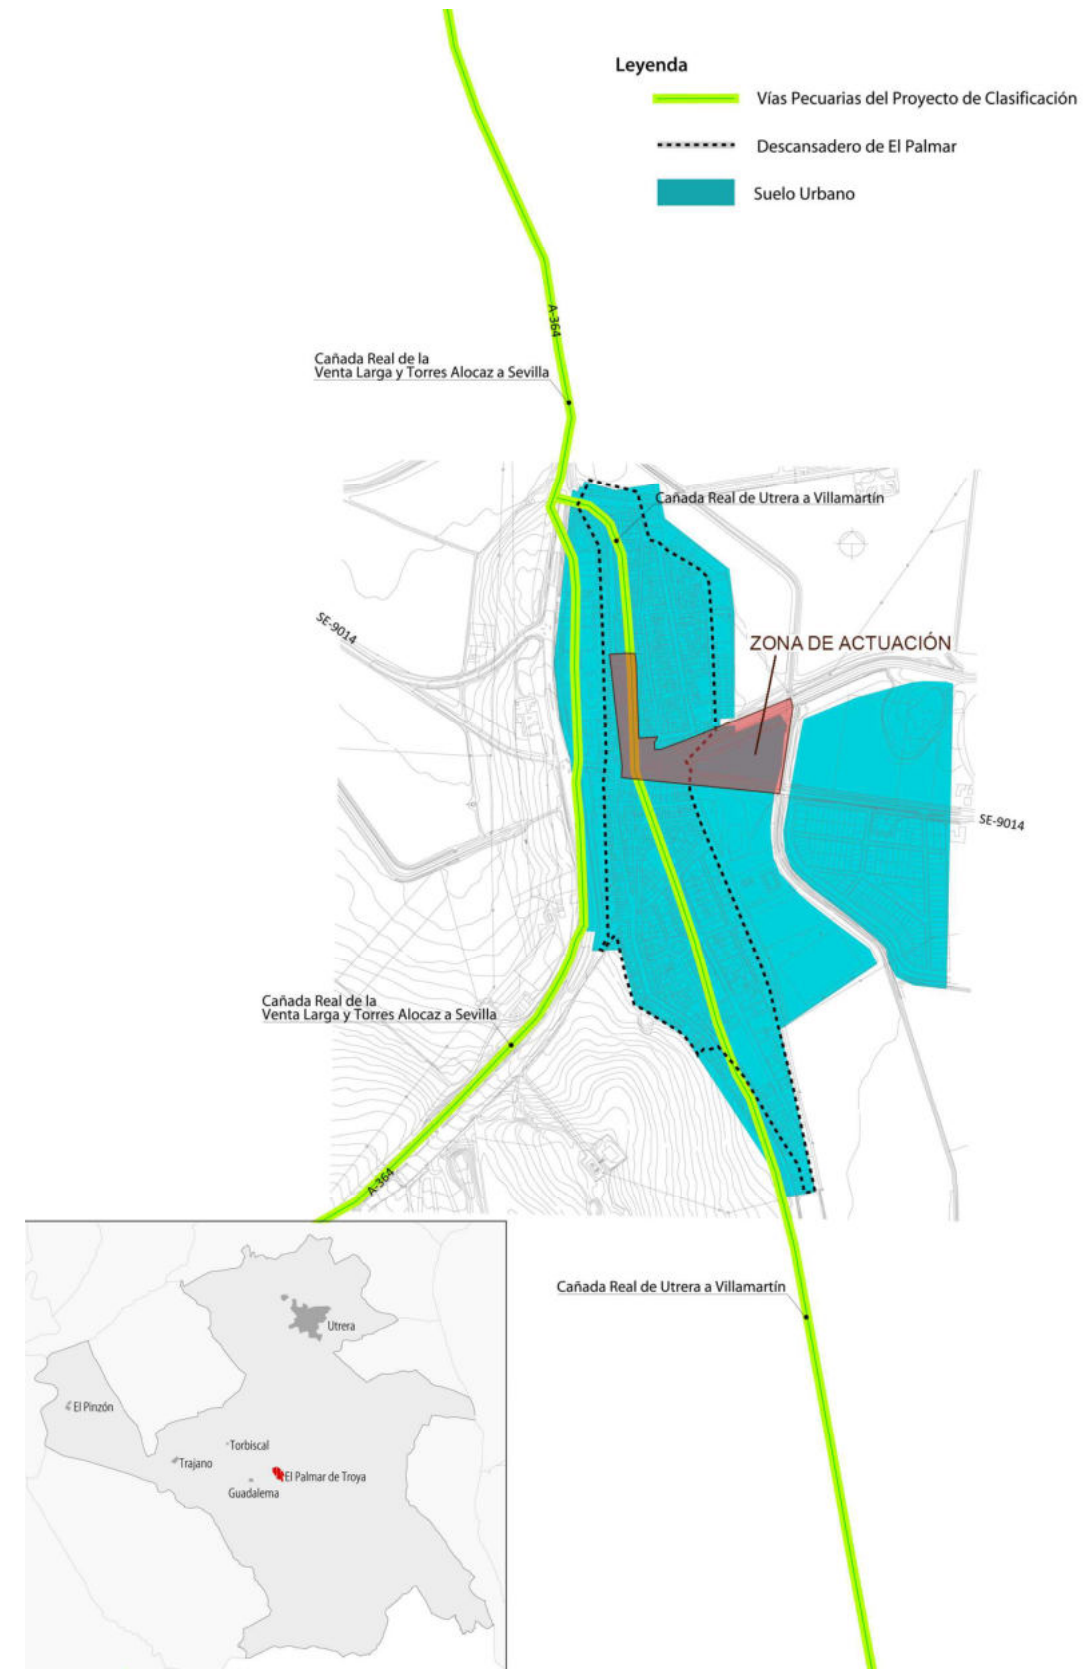 Leyenda
Vías Pecuarias del Proyecto de Clasificación
Descansadero de El Palmar
Suelo Urbano
A-364
Cañada Real de la
Venta Larga y Torres Alocaz a Sevilla
Cañada Real de Utrera a Villamartín
SE-9014
ZONA DE ACTUACIÓN
SE-9014
Cañada Real de la
Venta Larga y Torres Alocaz a Sevilla
A-364
Cañada Real de Utrera a Villamartín
Utrera
El Pinzón
Torbiscal
Trajano
El Palmar de Troya
Guadalema